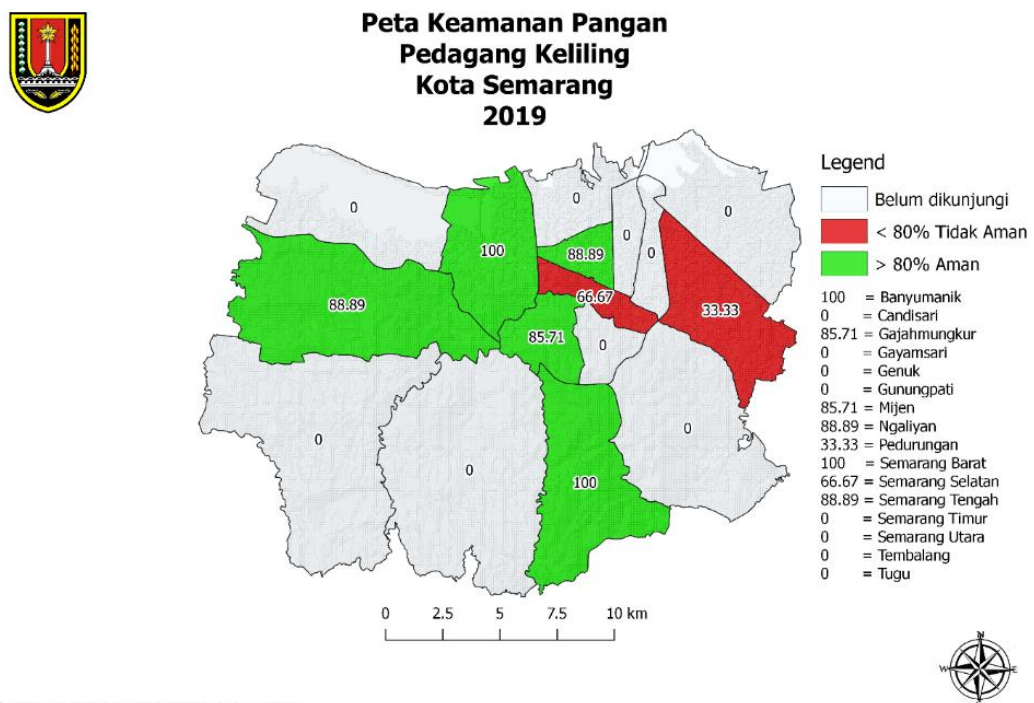 Peta Keamanan Pangan
Pedagang Keliling
Kota Semarang
2019
0
0
0
0
0
100
88.89
66.67
33.33
88.89
85.71
0
0
0
0
100
0 2.5 5 7.5 10 km
Legend
Belum dikunjungi
< 80% Tidak Aman
> 80% Aman
100 = Banyumanik
0 = Candisari
85.71 = Gajahmungkur
0 = Gayamsari
0 = Genuk
0 = Gunungpati
85.71 = Mijen
88.89 = Ngaliyan
33.33 = Pedurungan
100 = Semarang Barat
66.67 = Semarang Selatan
88.89 = Semarang Tengah
0 = Semarang Timur
0 = Semarang Utara
0 = Tembalang
0 = Tugu
N
W E
S